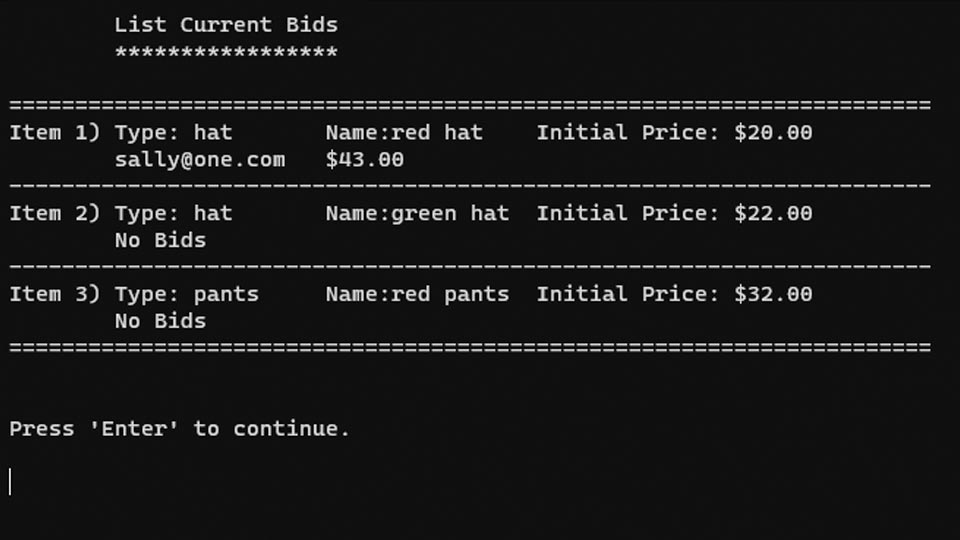 List Current Bids
*****************
======================================================================
Item 1) Type: hat       Name:red hat    Initial Price: $20.00
sally@one.com   $43.00
----------------------------------------------------------------------
Item 2) Type: hat       Name:green hat  Initial Price: $22.00
No Bids
----------------------------------------------------------------------
Item 3) Type: pants     Name:red pants  Initial Price: $32.00
No Bids
======================================================================
Press 'Enter' to continue.